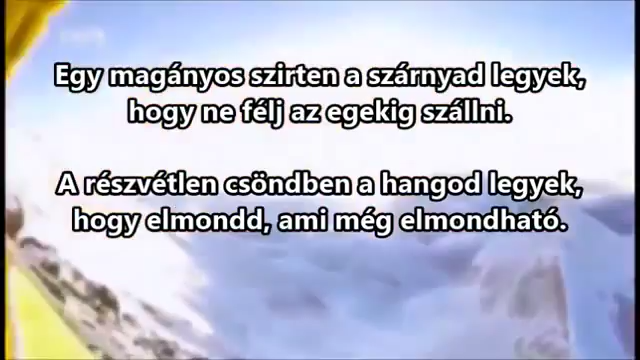 Egy magányos szirten a szárnyad legyek,
hogy ne félj az egekig szállni.
A részvétlen csöndben a hangod legyek,
hogy elmondd, ami még elmondható.